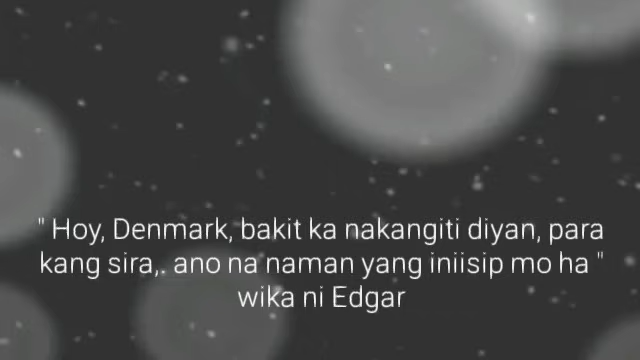 " Hoy, Denmark, bakit ka nakangiti diyan, para
kang sira,. ano na naman yang iniisip mo ha "
wika ni Edgar